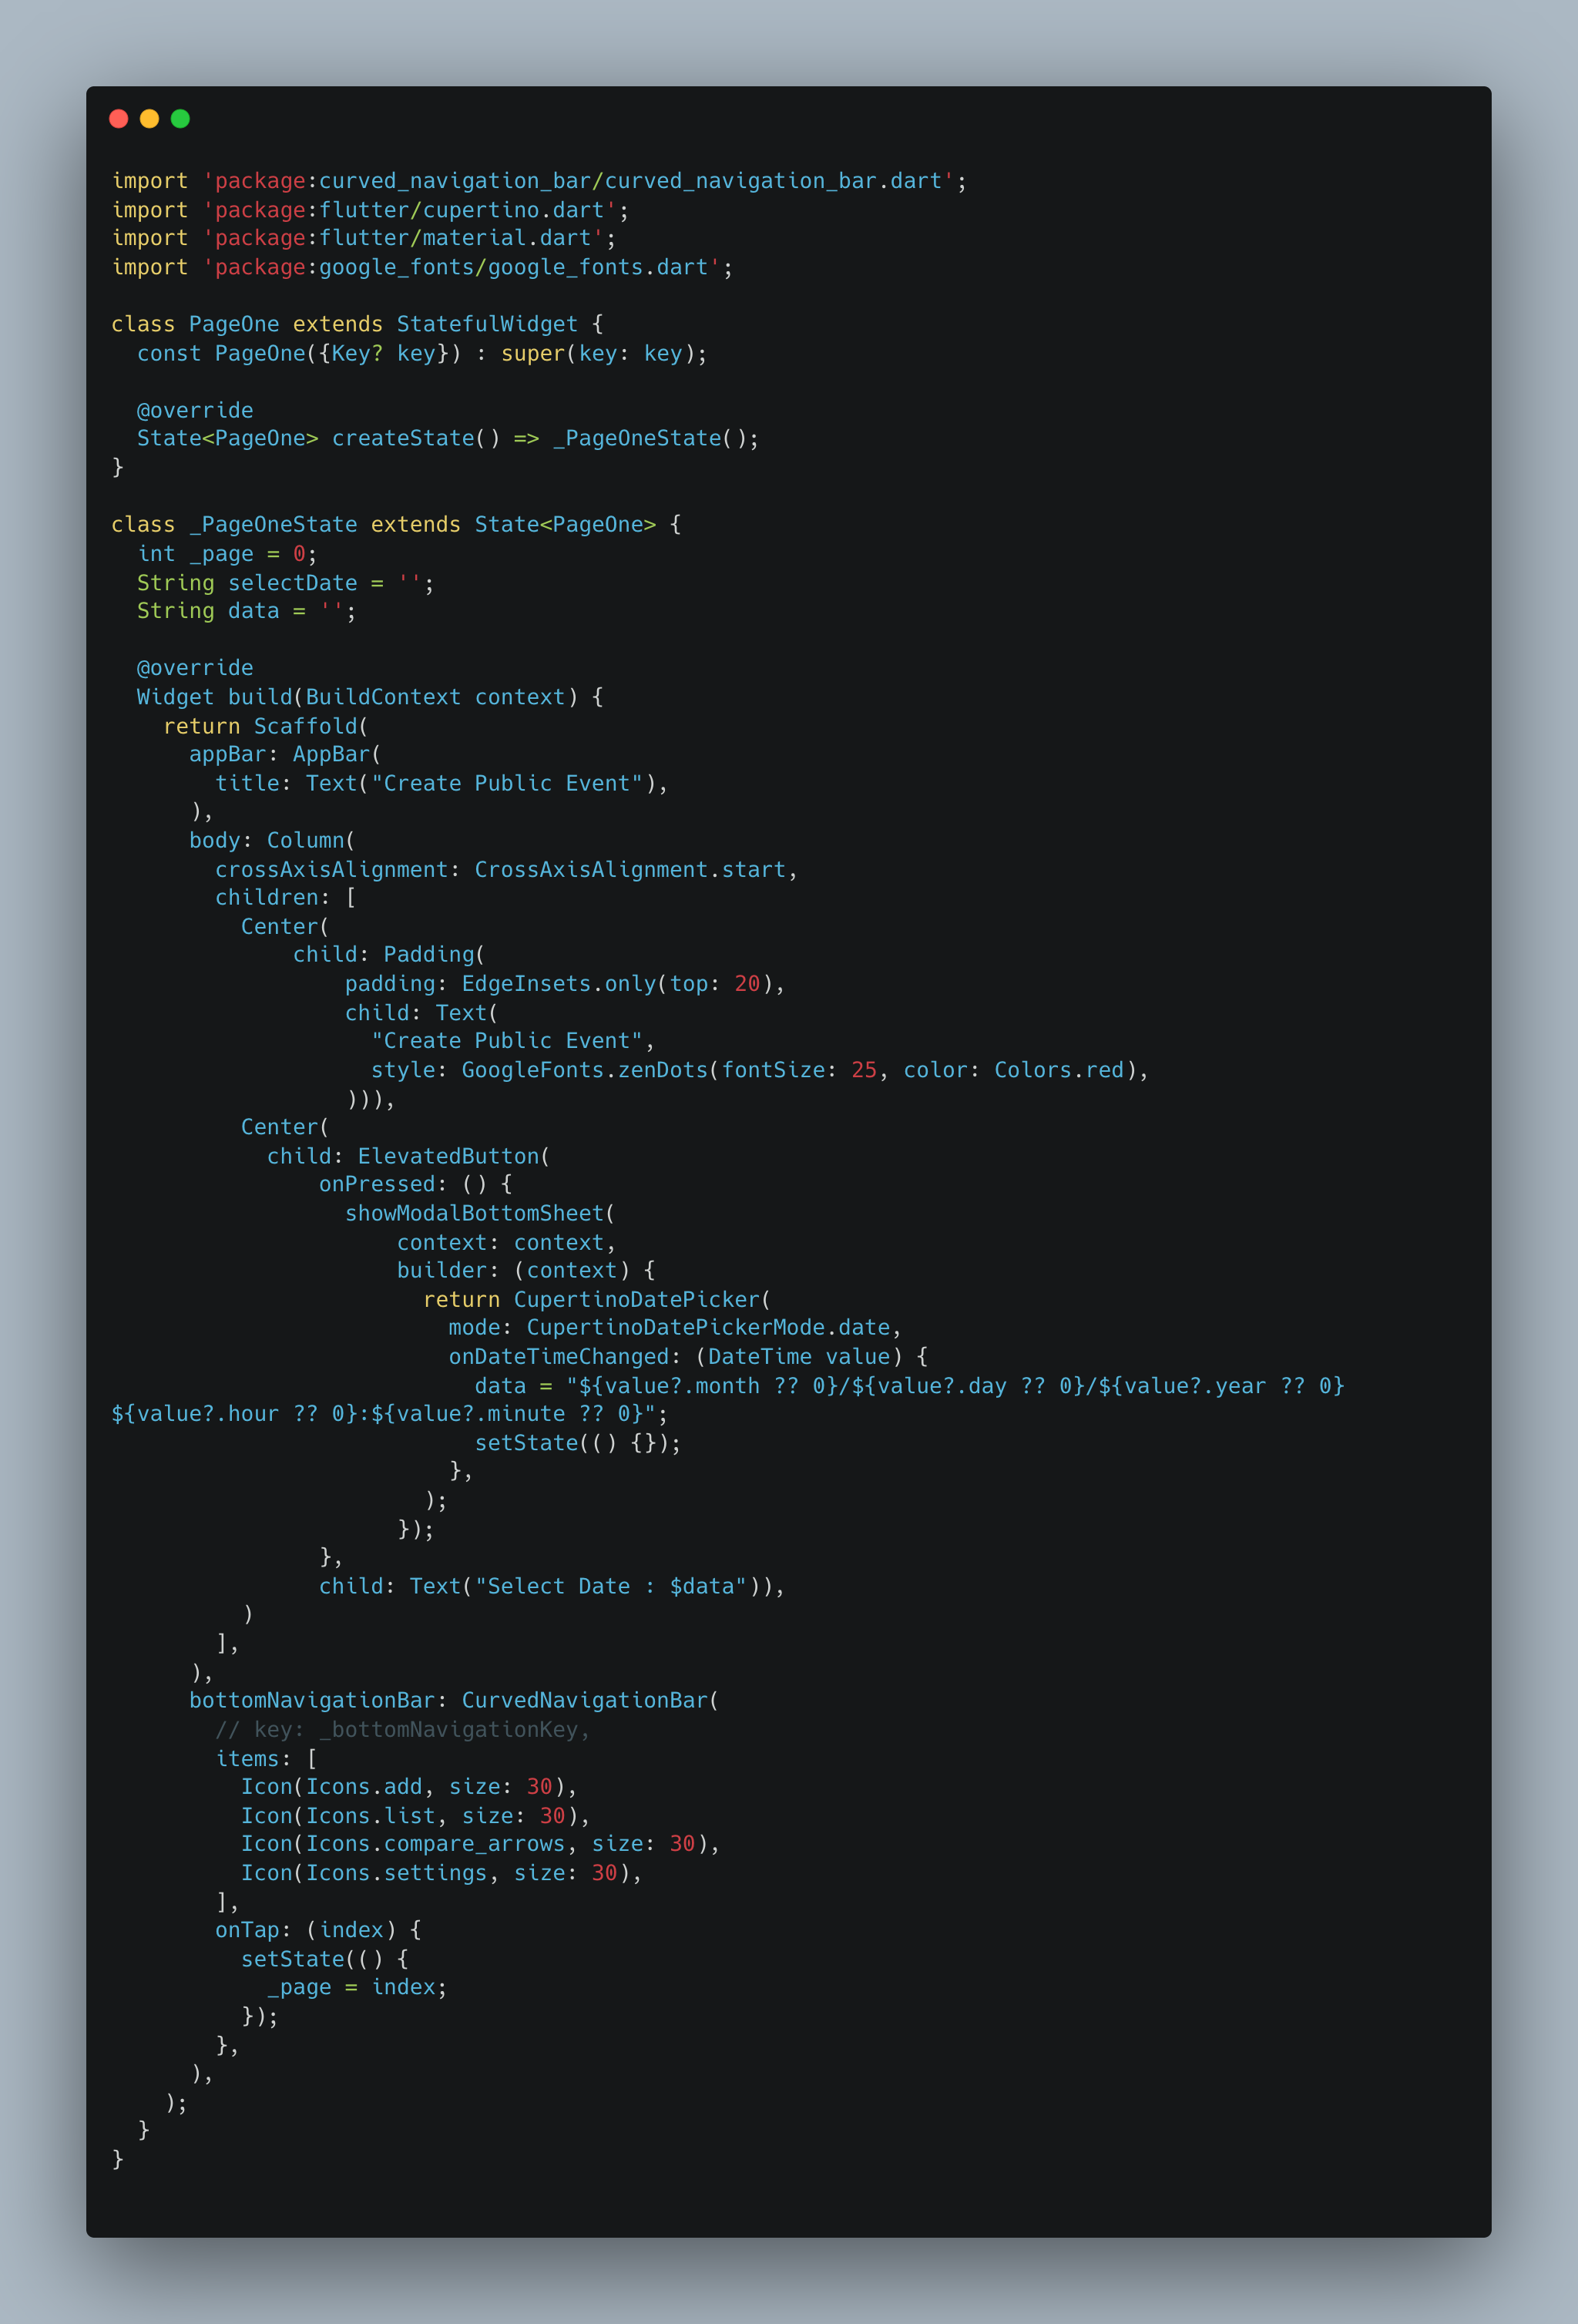 import 'package:curved_navigation_bar/curved_navigation_bar.dart';
import 'package:flutter/cupertino.dart';
import 'package:flutter/material.dart';
import 'package:google_fonts/google_fonts.dart';

class PageOne extends StatefulWidget {
  const PageOne({Key? key}) : super(key: key);

  @override
  State<PageOne> createState() => _PageOneState();
}

class _PageOneState extends State<PageOne> {
  int _page = 0;
  String selectDate = '';
  String data = '';

  @override
  Widget build(BuildContext context) {
    return Scaffold(
      appBar: AppBar(
        title: Text("Create Public Event"),
      ),
      body: Column(
        crossAxisAlignment: CrossAxisAlignment.start,
        children: [
          Center(
              child: Padding(
                  padding: EdgeInsets.only(top: 20),
                  child: Text(
                    "Create Public Event",
                    style: GoogleFonts.zenDots(fontSize: 25, color: Colors.red),
                  ))),
          Center(
            child: ElevatedButton(
                onPressed: () {
                  showModalBottomSheet(
                      context: context,
                      builder: (context) {
                        return CupertinoDatePicker(
                          mode: CupertinoDatePickerMode.date,
                          onDateTimeChanged: (DateTime value) {
                            data = "${value?.month ?? 0}/${value?.day ?? 0}/${value?.year ?? 0}
${value?.hour ?? 0}:${value?.minute ?? 0}";
                            setState(() {});
                          },
                        );
                      });
                },
                child: Text("Select Date : $data")),
          )
        ],
      ),
      bottomNavigationBar: CurvedNavigationBar(
        // key: _bottomNavigationKey,
        items: [
          Icon(Icons.add, size: 30),
          Icon(Icons.list, size: 30),
          Icon(Icons.compare_arrows, size: 30),
          Icon(Icons.settings, size: 30),
        ],
        onTap: (index) {
          setState(() {
            _page = index;
          });
        },
      ),
    );
  }
}